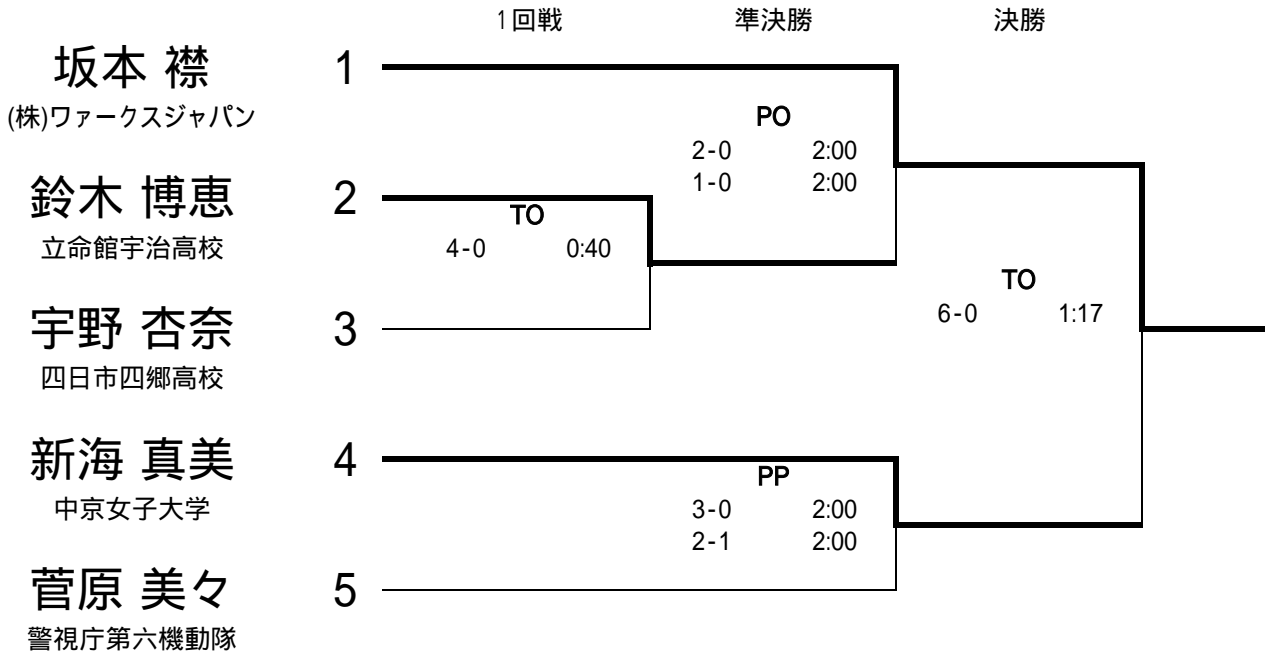 1回戦 準決勝 決勝
坂本 襟 1
(株)ワァークスジャパン
PO
2-0 2:00
1-0 2:00
鈴木 博恵 2
立命館宇治高校
TO
4-0 0:40
TO
6-0 1:17
宇野 杏奈 3
四日市四郷高校
新海 真美 4
中京女子大学
PP
3-0 2:00
2-1 2:00
菅原 美々 5
警視庁第六機動隊